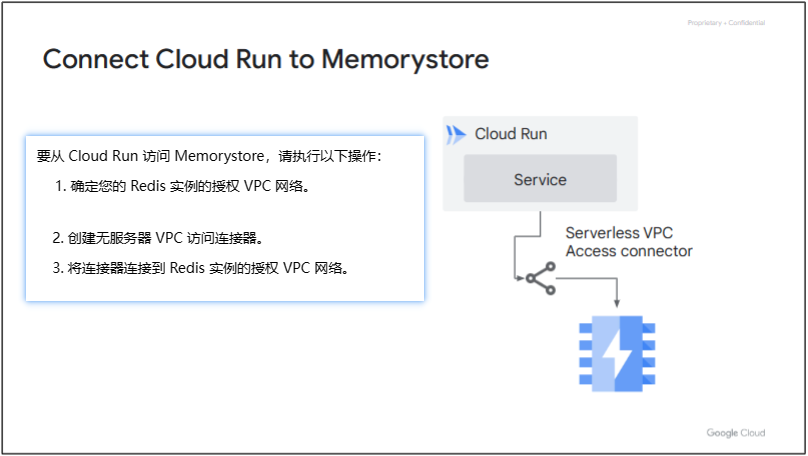 Proprietary + Confidential
Connect Cloud Run to Memorystore
要从 Cloud Run 访问 Memorystore，请执行以下操作：
1. 确定您的 Redis 实例的授权 VPC 网络。
2. 创建无服务器 VPC 访问连接器。
3. 将连接器连接到 Redis 实例的授权 VPC 网络。
Cloud Run
Service
Serverless VPC
Access connector
Google Cloud